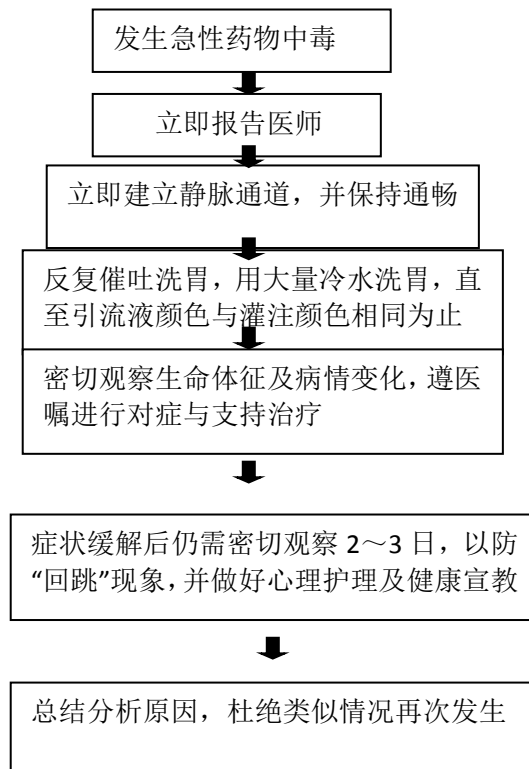 发生急性药物中毒
立即报告医师
立即建立静脉通道，并保持通畅
反复催吐洗胃，用大量冷水洗胃，直
至引流液颜色与灌注颜色相同为止
密切观察生命体征及病情变化，遵医
嘱进行对症与支持治疗
症状缓解后仍需密切观察 2～3 日，以防
“回跳”现象，并做好心理护理及健康宣教
总结分析原因，杜绝类似情况再次发生